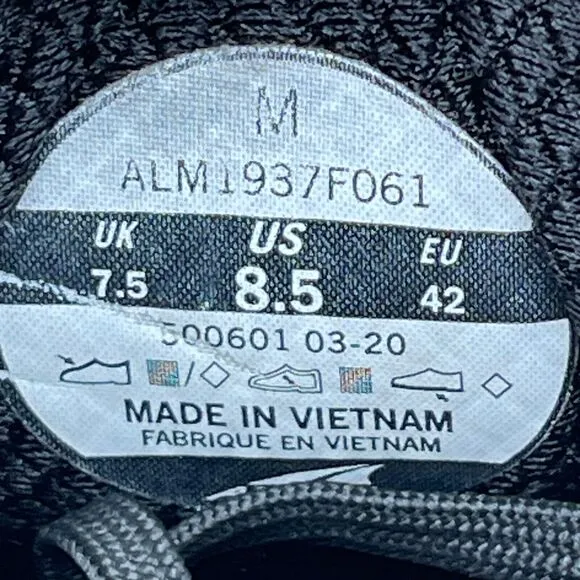 M
ALM1937F061
UK US EU
7.5 8.5 42
500601 03-20
MADE IN VIETNAM
FABRIQUE EN VIETNAM